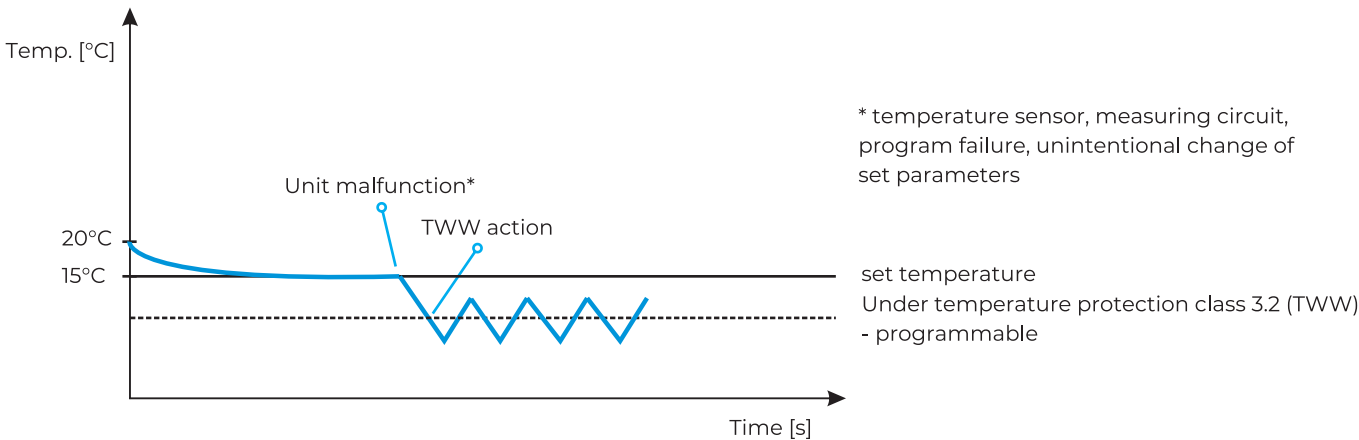 Temp. [°C]
* temperature sensor, measuring circuit,
program failure, unintentional change of
set parameters
Unit malfunction*
TWW action
20°C
15°C
set temperature
Under temperature protection class 3.2 (TWW)
- programmable
Time [s]